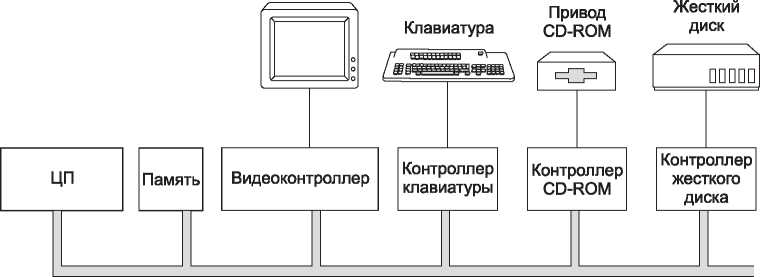 Клавиатура
Привод
CD-ROM
Жесткий
диск
ЦП
Память
Видеоконтроллер
Контроллер
клавиатуры
Контроллер
CD-ROM
Контроллер
жесткого
диска